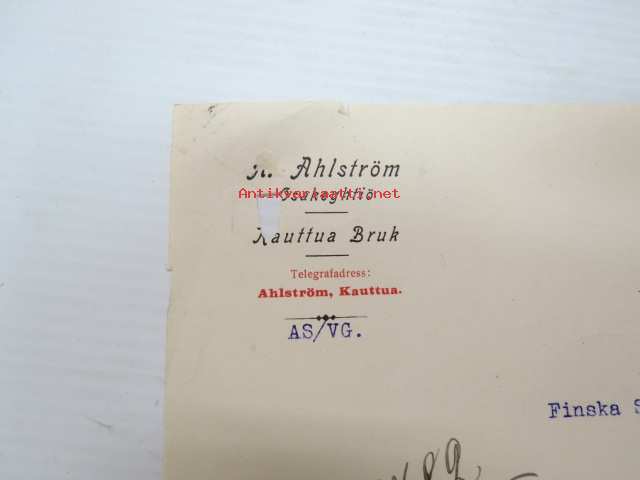 A. Ahlström
Osakeyhtiö
Antikvariaatti.net
Kauttua Bruk
Telegrafadress:
Ahlström, Kauttua.
AS/VG.
Finska S